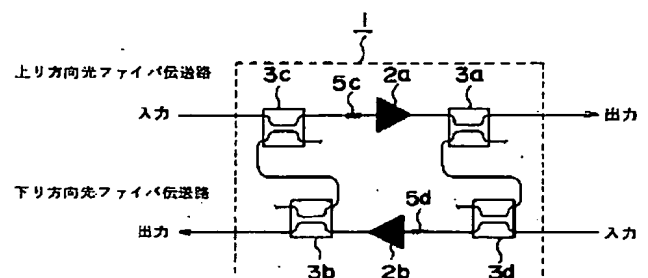 1
上り方向光ファイバ伝送路
3c
5c
2a
3a
入力
出力
下り方向先ファイバ伝送路
5d
出力
入力
3b
2b
3d